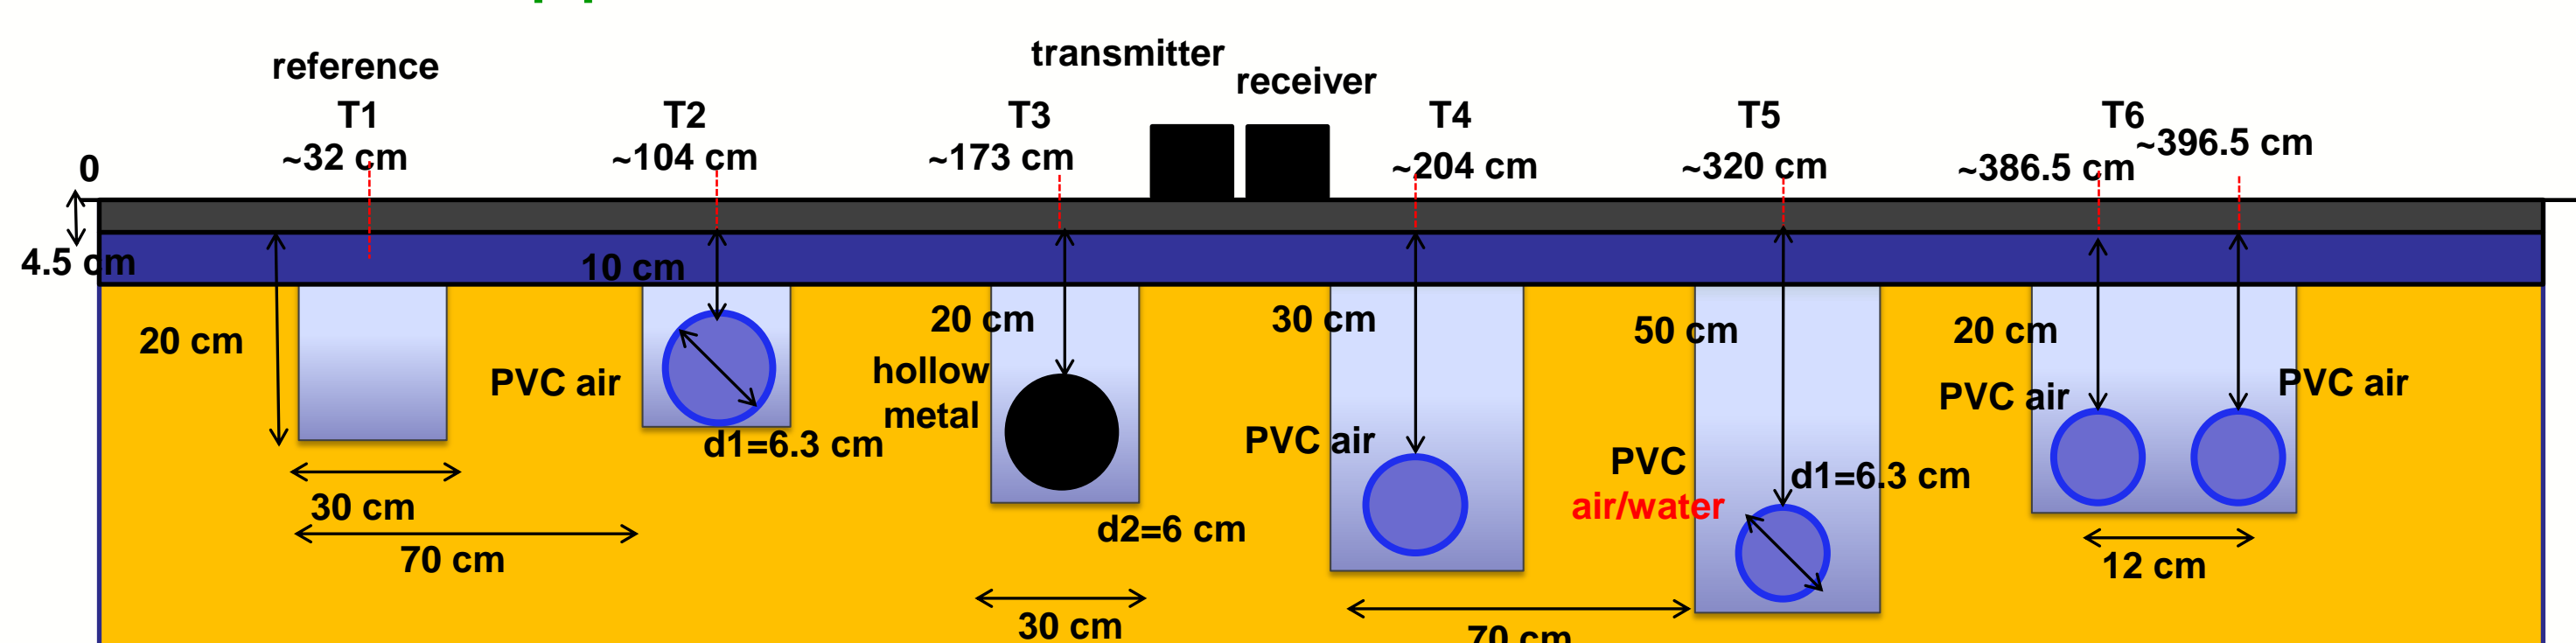 transmitter
reference
receiver
T1
T2
T3
T4
T5
T6
~396.5 cm
~32 cm
~104 cm
~173 cm
~204 cm
~320 cm
~386.5 cm
0
4.5 cm
10 cm
20 cm
20 cm
30 cm
50 cm
20 cm
hollow
metal
PVC air
PVC air
PVC air
PVC air
d1=6.3 cm
PVC
air/water
d1=6.3 cm
30 cm
d2=6 cm
70 cm
12 cm
30 cm
70 cm